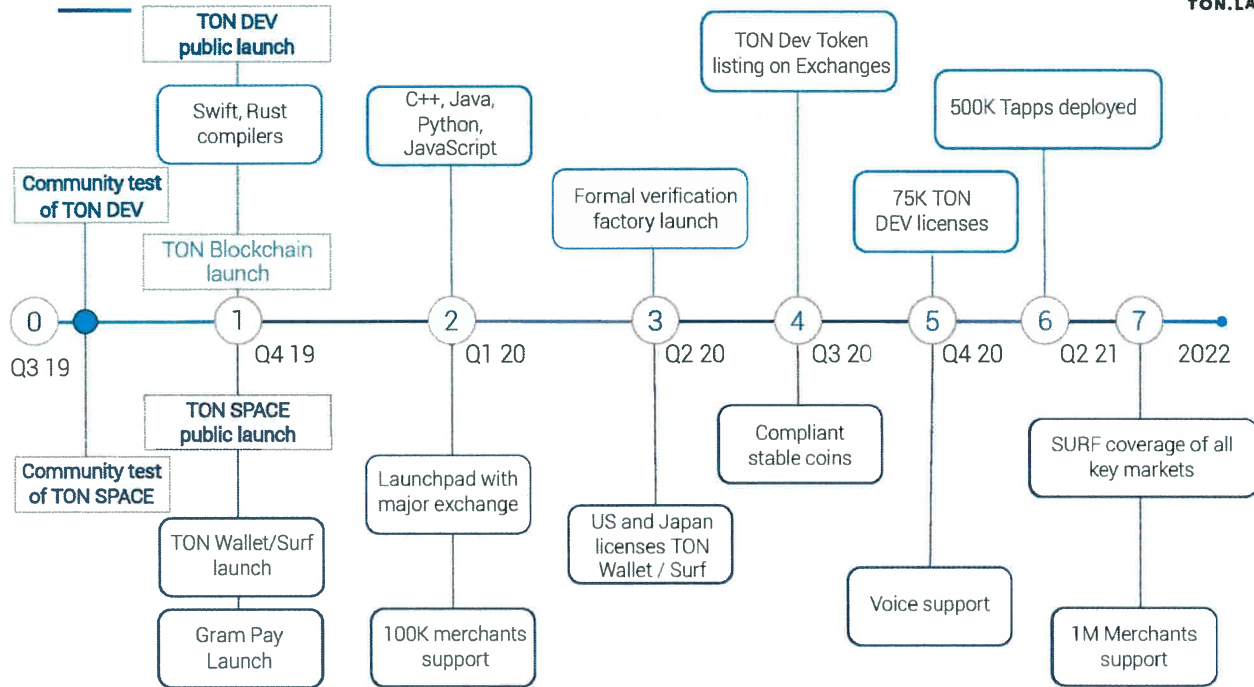 TON.LA
TON DEV
public launch
Swift, Rust
compilers
Community test
of TON DEV
TON Blockchain
launch
C++, Java,
Python,
JavaScript
Formal verification
factory launch
TON Dev Token
listing on Exchanges
75K TON
DEV licenses
500K Tapps deployed
0
1
2
3
4
5
6
7
Q3 19
Q4 19
Q1 20
Q2 20
Q3 20
Q4 20
Q2 21
2022
Community test
of TON SPACE
TON SPACE
public launch
TON Wallet/Surf
launch
Gram Pay
Launch
Launchpad with
major exchange
100K merchants
support
US and Japan
licenses TON
Wallet / Surf
Compliant
stable coins
Voice support
SURF coverage of all
key markets
1M Merchants
support